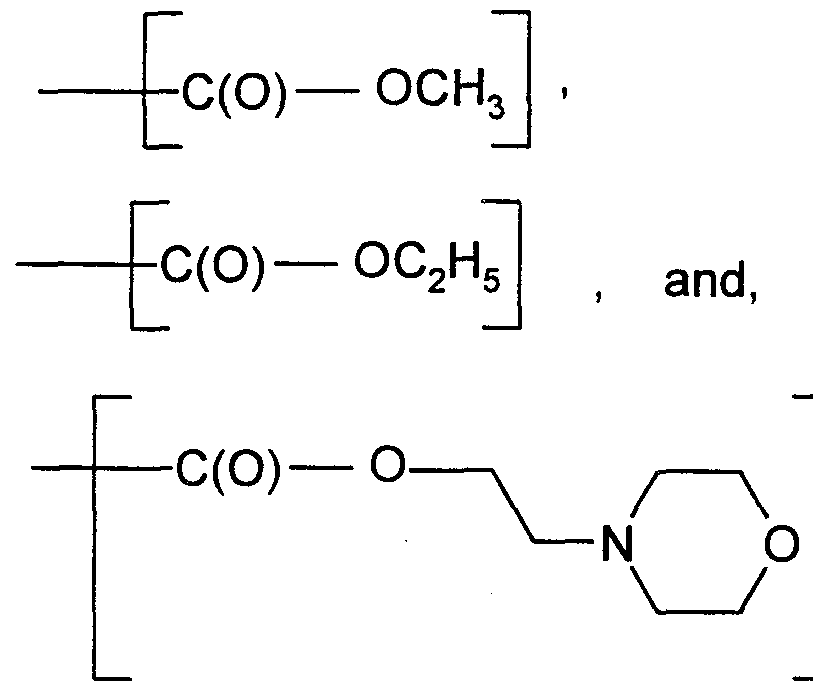 C(O) — OCH₃ ,
C(O) — OC₂H₅ , and,
C(O) — O N O